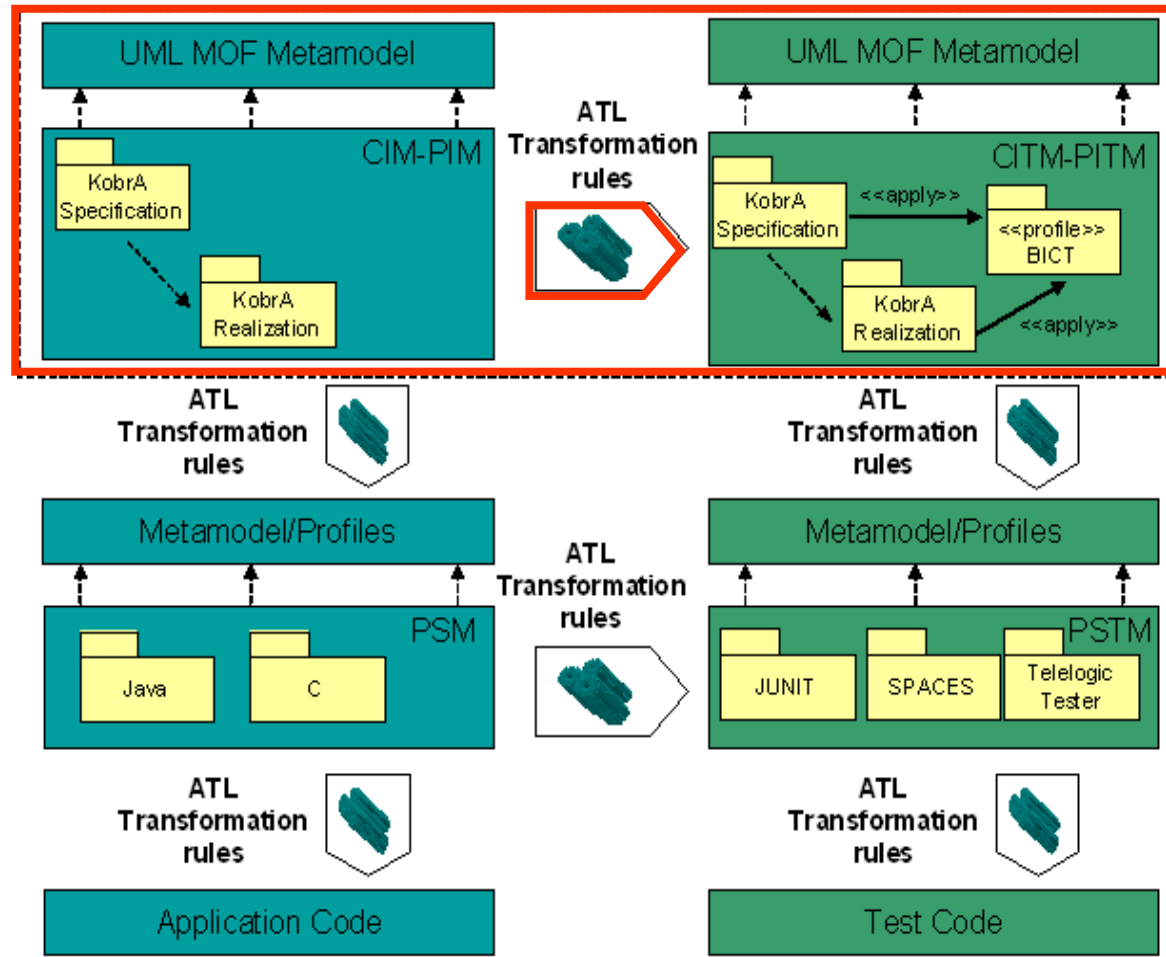 UML MOF Metamodel
UML MOF Metamodel
ATL
Transformation
rules
CIM-PIM
KobrA
Specification
KobrA
Realization
CITM-PITM
KobrA
Specification
<<apply>>
<<profile>>
BICT
KobrA
Realization
<<apply>>
ATL
Transformation
rules
ATL
Transformation
rules
Metamodel/Profiles
Metamodel/Profiles
ATL
Transformation
rules
PSM
Java
C
PSTM
JUNIT
SPACES
Telelogic
Tester
ATL
Transformation
rules
ATL
Transformation
rules
Application Code
Test Code